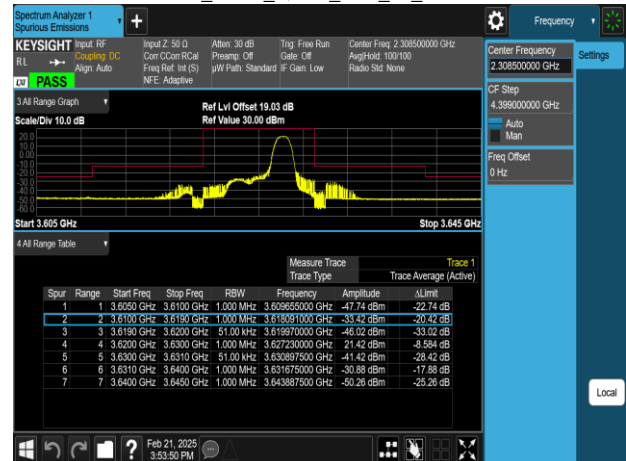 Spectrum Analyzer 1
Spurious Emissions
Frequency
KEYSIGHT
RL
LXI
PASS
Input: RF
Coupling: DC
Align: Auto
Input Z: 50 Ω
Corr CCorr RCal
Freq Ref: Int (S)
NFE: Adaptive
Atten: 30 dB
Preamp: Off
µW Path: Standard
Trig: Free Run
Gate: Off
IF Gain: Low
Center Freq: 2.308500000 GHz
Avg|Hold: 100/100
Radio Std: None
Center Frequency
2.308500000 GHz
Settings
CF Step
4.399000000 GHz
Auto
Man
Freq Offset
0 Hz
3 All Range Graph
Scale/Div 10.0 dB
Ref Lvl Offset 19.03 dB
Ref Value 30.00 dBm
20.0
10.0
0.00
-10.0
-20.0
-30.0
-40.0
-50.0
-60.0
Start 3.605 GHz
Stop 3.645 GHz
4 All Range Table
Measure Trace Trace 1
Trace Type Trace Average (Active)
Spur Range Start Freq Stop Freq RBW Frequency Amplitude ΔLimit
1 1 3.6050 GHz 3.6100 GHz 1.000 MHz 3.609655000 GHz -47.74 dBm -22.74 dB
2 2 3.6100 GHz 3.6190 GHz 1.000 MHz 3.618091000 GHz -33.42 dBm -20.42 dB
3 3 3.6190 GHz 3.6200 GHz 51.00 kHz 3.619970000 GHz -46.02 dBm -33.02 dB
4 4 3.6200 GHz 3.6300 GHz 1.000 MHz 3.627230000 GHz 21.42 dBm -8.584 dB
5 5 3.6300 GHz 3.6310 GHz 51.00 kHz 3.630897500 GHz -41.42 dBm -28.42 dB
6 6 3.6310 GHz 3.6400 GHz 1.000 MHz 3.631675000 GHz -30.88 dBm -17.88 dB
7 7 3.6400 GHz 3.6450 GHz 1.000 MHz 3.643887500 GHz -50.26 dBm -25.26 dB
Local
Feb 21, 2025
3:53:50 PM